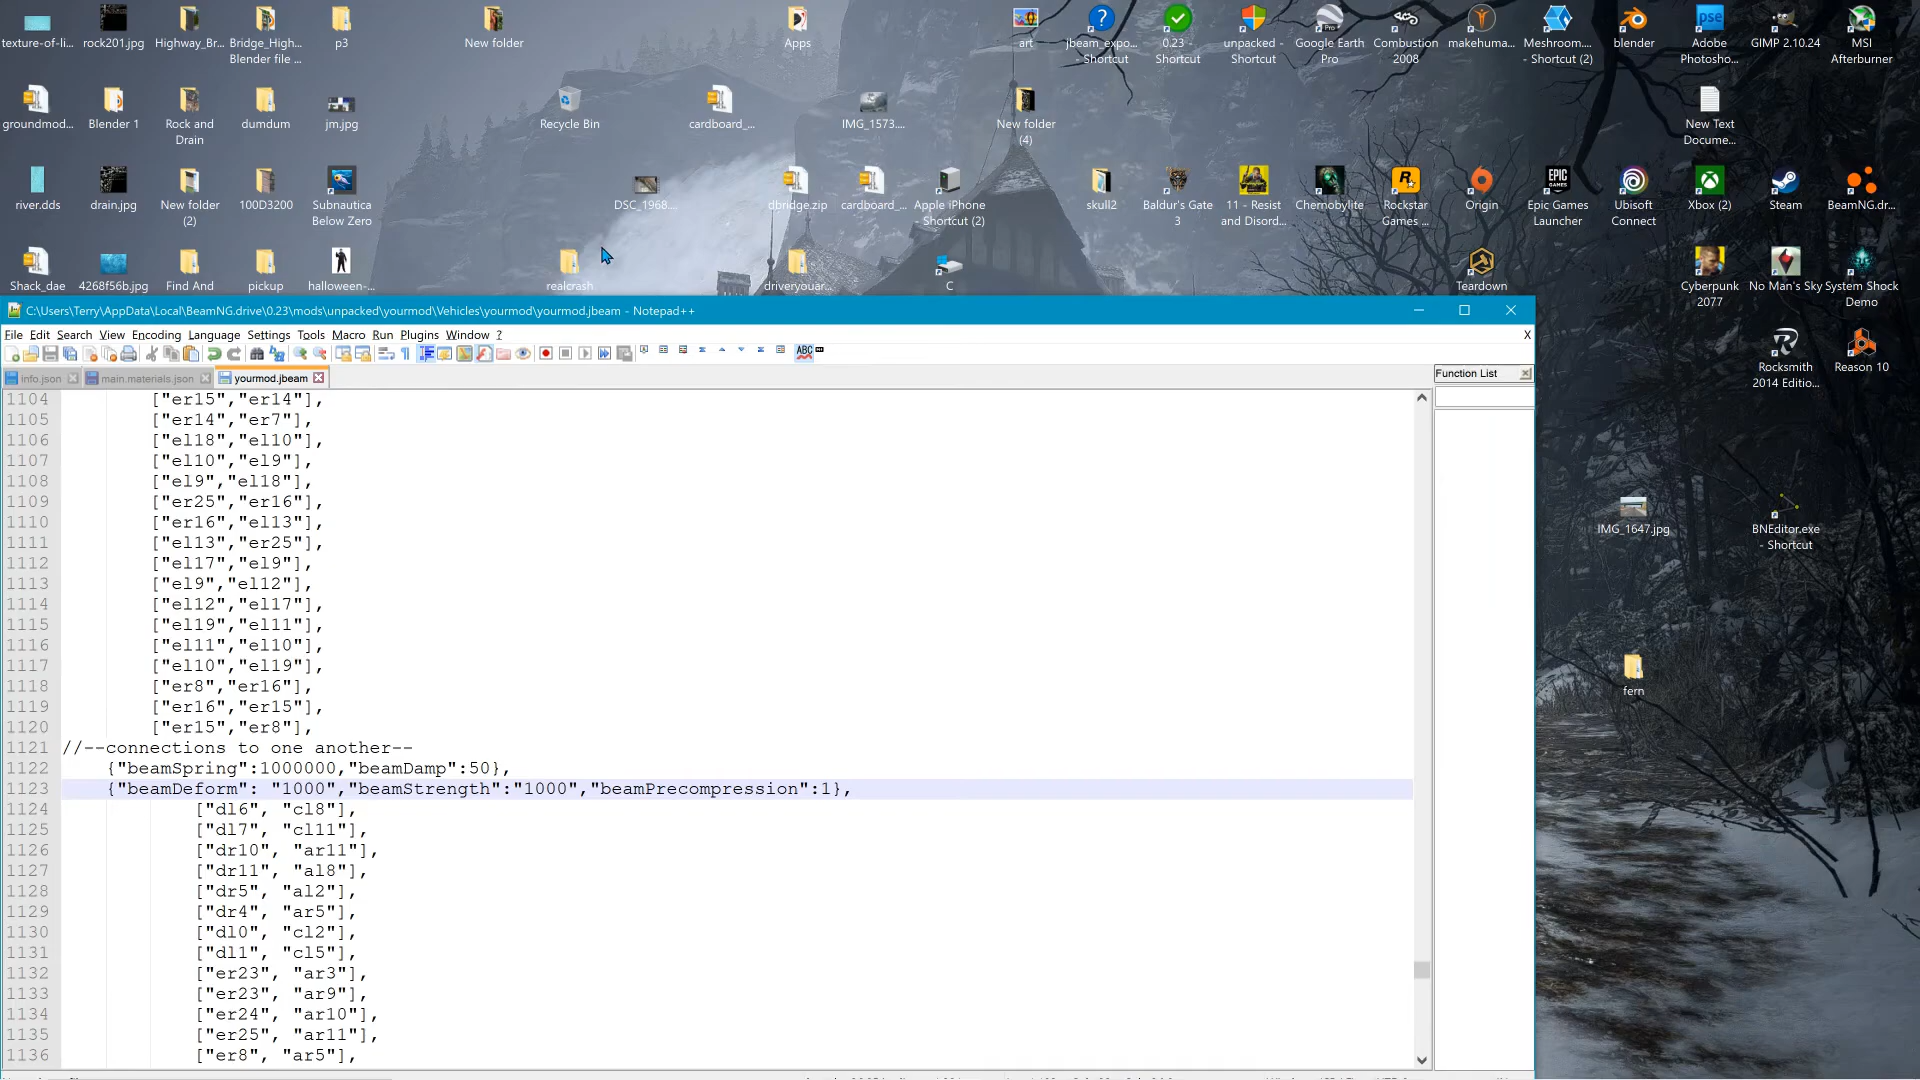 texture-of-li...
rock201.jpg
Highway_Br...
Bridge_High... Blender file ...
p3
New folder
Apps
art
jbeam_expo... - Shortcut
0.23 - Shortcut
unpacked - Shortcut
Google Earth Pro
Combustion 2008
makehuma...
Meshroom.... - Shortcut (2)
blender
Adobe Photosho...
GIMP 2.10.24
MSI Afterburner
groundmod...
Blender 1
Rock and Drain
dumdum
jm.jpg
Recycle Bin
cardboard_...
IMG_1573....
New folder (4)
New Text Docume...
river.dds
drain.jpg
New folder (2)
100D3200
Subnautica Below Zero
DSC_1968....
dbridge.zip
cardboard_...
Apple iPhone - Shortcut (2)
skull2
Baldur's Gate 3
11 - Resist and Disord...
Chernobylite
Rockstar Games ...
Origin
Epic Games Launcher
Ubisoft Connect
Xbox (2)
Steam
BeamNG.dr...
Shack_dae
4268f56b.jpg
Find And
pickup
halloween-...
realcrash
driveryouar...
C
Teardown
Cyberpunk 2077
No Man's Sky
System Shock Demo
C:\Users\Terry\AppData\Local\BeamNG.drive\0.23\mods\unpacked\yourmod\Vehicles\yourmod\yourmod.jbeam - Notepad++
File Edit Search View Encoding Language Settings Tools Macro Run Plugins Window ? X
info.json main.materials.json yourmod.jbeam
Function List
Rocksmith 2014 Editio...
Reason 10
IMG_1647.jpg
BNEditor.exe - Shortcut
fern
1104 ["er15","er14"],
1105 ["er14","er7"],
1106 ["el18","el10"],
1107 ["el10","el9"],
1108 ["el9","el18"],
1109 ["er25","er16"],
1110 ["er16","el13"],
1111 ["el13","er25"],
1112 ["el17","el9"],
1113 ["el9","el12"],
1114 ["el12","el17"],
1115 ["el19","el11"],
1116 ["el11","el10"],
1117 ["el10","el19"],
1118 ["er8","er16"],
1119 ["er16","er15"],
1120 ["er15","er8"],
1121 //--connections to one another--
1122 {"beamSpring":1000000,"beamDamp":50},
1123 {"beamDeform": "1000","beamStrength":"1000","beamPrecompression":1},
1124 ["dl6", "cl8"],
1125 ["dl7", "cl11"],
1126 ["dr10", "ar11"],
1127 ["dr11", "al8"],
1128 ["dr5", "al2"],
1129 ["dr4", "ar5"],
1130 ["dl0", "cl2"],
1131 ["dl1", "cl5"],
1132 ["er23", "ar3"],
1133 ["er23", "ar9"],
1134 ["er24", "ar10"],
1135 ["er25", "ar11"],
1136 ["er8", "ar5"],